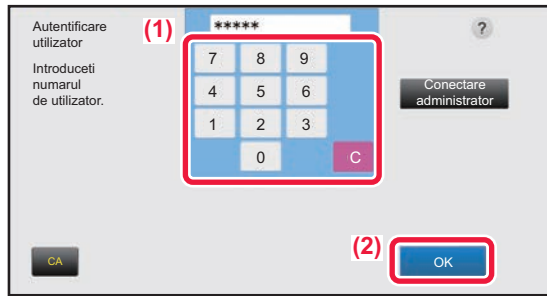 Autentificare
utilizator
(1)
*****
?
Introduceti
numarul
de utilizator.
7 8 9
4 5 6
1 2 3
0 C
Conectare
administrator
CA
(2)
OK